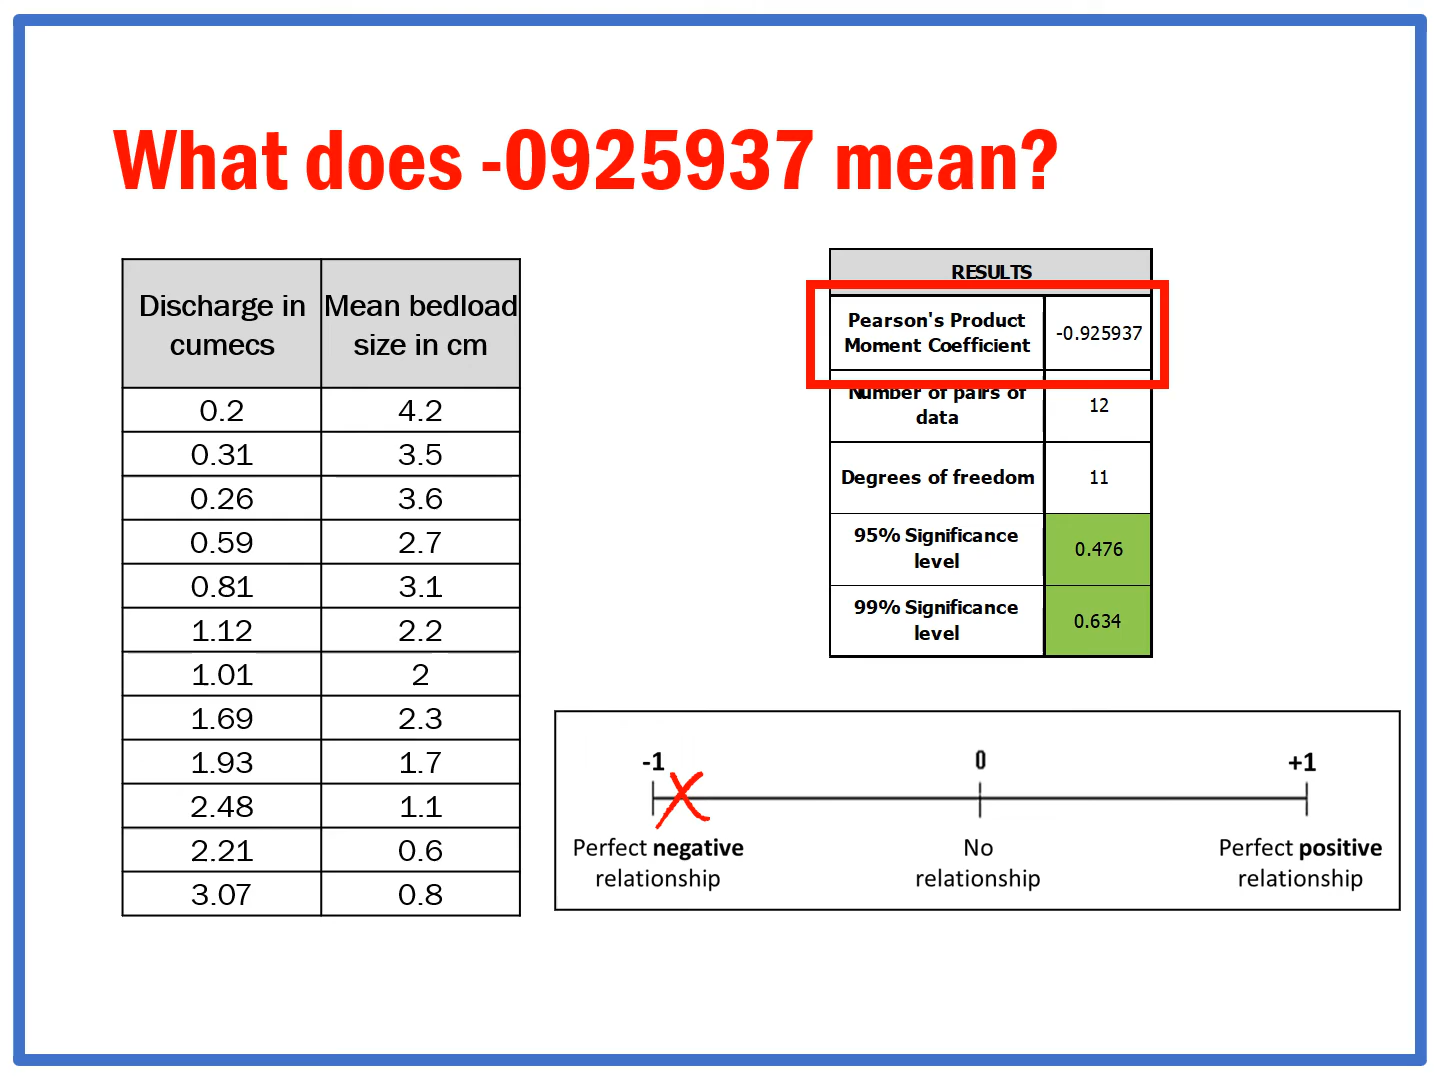 What does -0925937 mean?
Discharge in cumecs Mean bedload size in cm
0.2 4.2
0.31 3.5
0.26 3.6
0.59 2.7
0.81 3.1
1.12 2.2
1.01 2
1.69 2.3
1.93 1.7
2.48 1.1
2.21 0.6
3.07 0.8
RESULTS
Pearson's Product Moment Coefficient -0.925937
Number of pairs of data 12
Degrees of freedom 11
95% Significance level 0.476
99% Significance level 0.634
-1 0 +1
Perfect negative relationship No relationship Perfect positive relationship